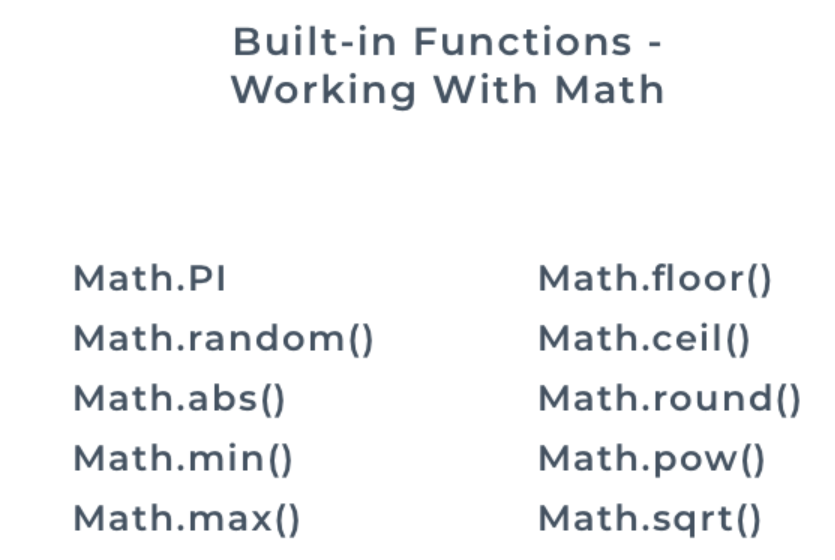 Built-in Functions -
Working With Math
Math.PI
Math.random()
Math.abs()
Math.min()
Math.max()
Math.floor()
Math.ceil()
Math.round()
Math.pow()
Math.sqrt()